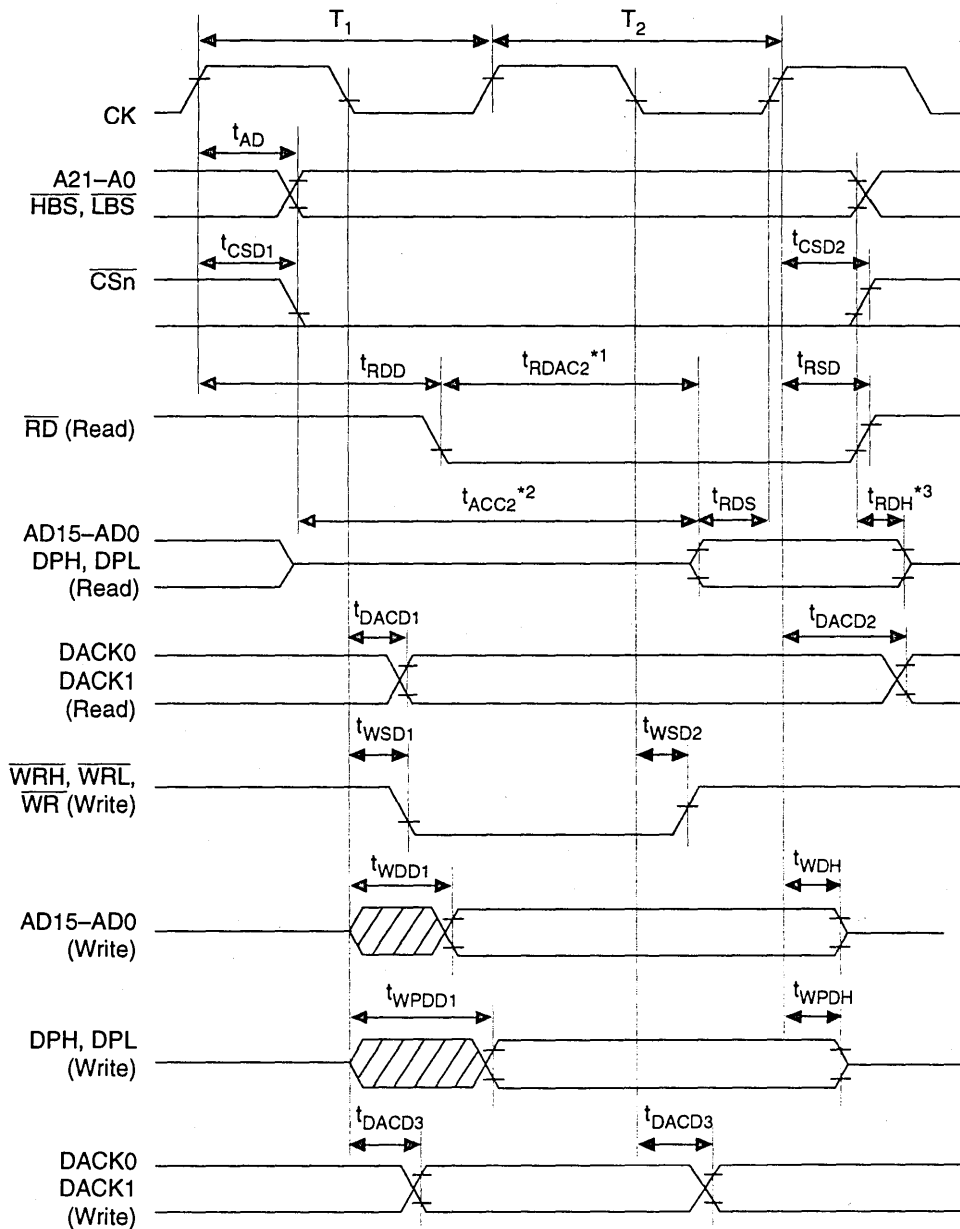 T1 T2
CK
tAD
A21–A0
HBS, LBS
tCSD1 tCSD2
CSn
tRDD tRDAC2*1 tRSD
RD (Read)
tACC2*2 tRDS tRDH*3
AD15–AD0
DPH, DPL
(Read)
tDACD1 tDACD2
DACK0
DACK1
(Read)
tWSD1 tWSD2
WRH, WRL,
WR (Write)
tWDD1 tWDH
AD15–AD0
(Write)
tWPDD1 tWPDH
DPH, DPL
(Write)
tDACD3 tDACD3
DACK0
DACK1
(Write)